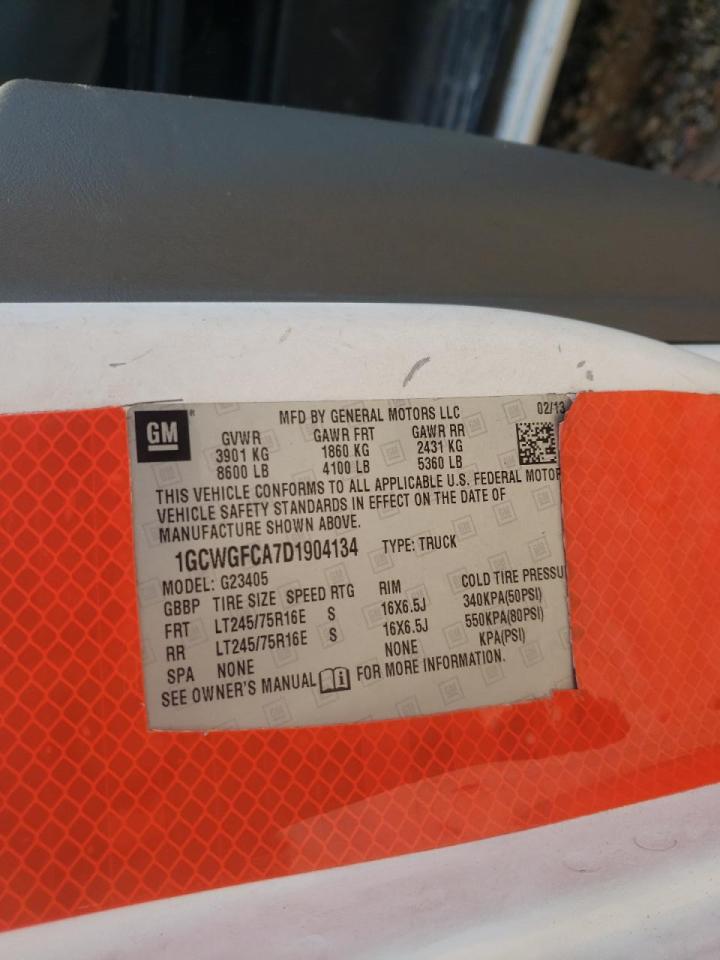 GM
MFD BY GENERAL MOTORS LLC 02/13
GVWR GAWR FRT GAWR RR
3901 KG 1860 KG 2431 KG
8600 LB 4100 LB 5360 LB
THIS VEHICLE CONFORMS TO ALL APPLICABLE U.S. FEDERAL MOTOR
VEHICLE SAFETY STANDARDS IN EFFECT ON THE DATE OF
MANUFACTURE SHOWN ABOVE.
1GCWGFCA7D1904134 TYPE: TRUCK
MODEL: G23405
GBBP TIRE SIZE SPEED RTG RIM COLD TIRE PRESSU
FRT LT245/75R16E S 16X6.5J 340KPA(50PSI)
RR LT245/75R16E S 16X6.5J 550KPA(80PSI)
SPA NONE NONE KPA(PSI)
SEE OWNER'S MANUAL i FOR MORE INFORMATION.